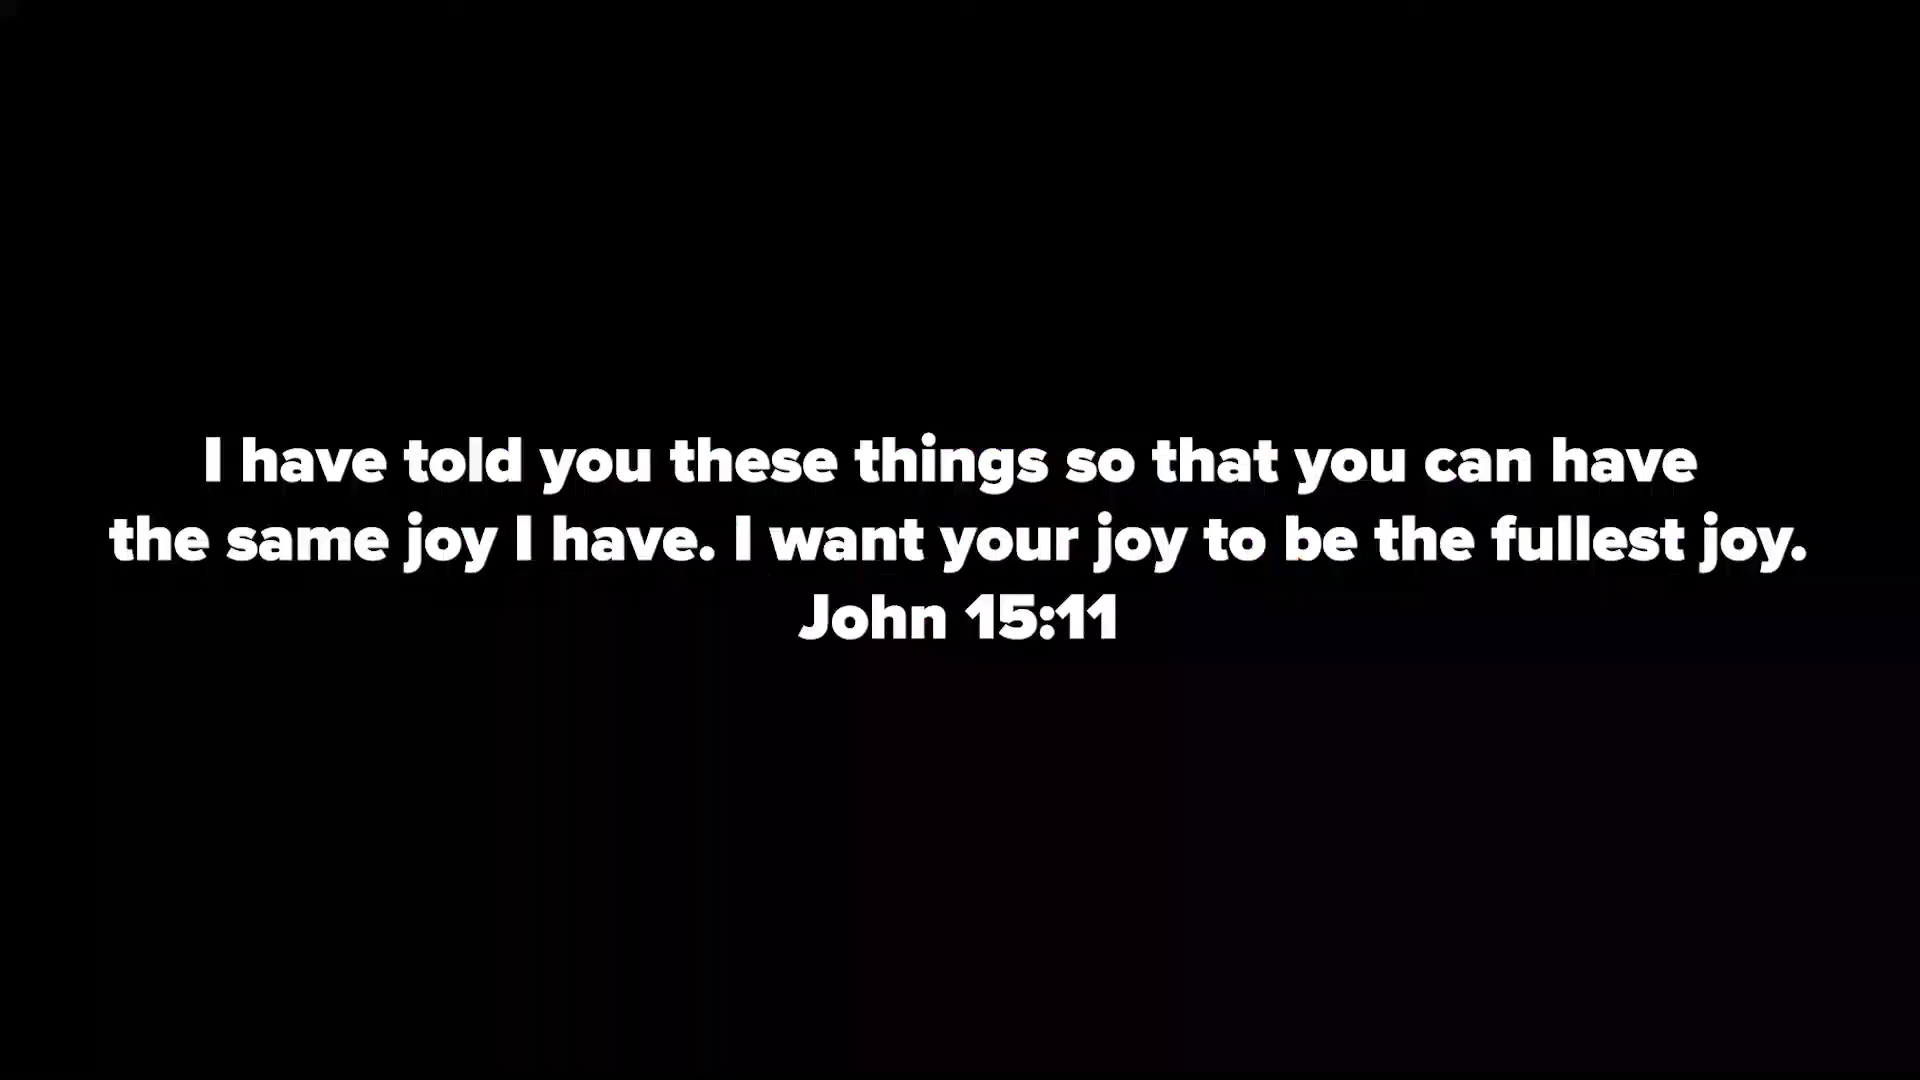 I have told you these things so that you can have
the same joy I have. I want your joy to be the fullest joy.
John 15:11